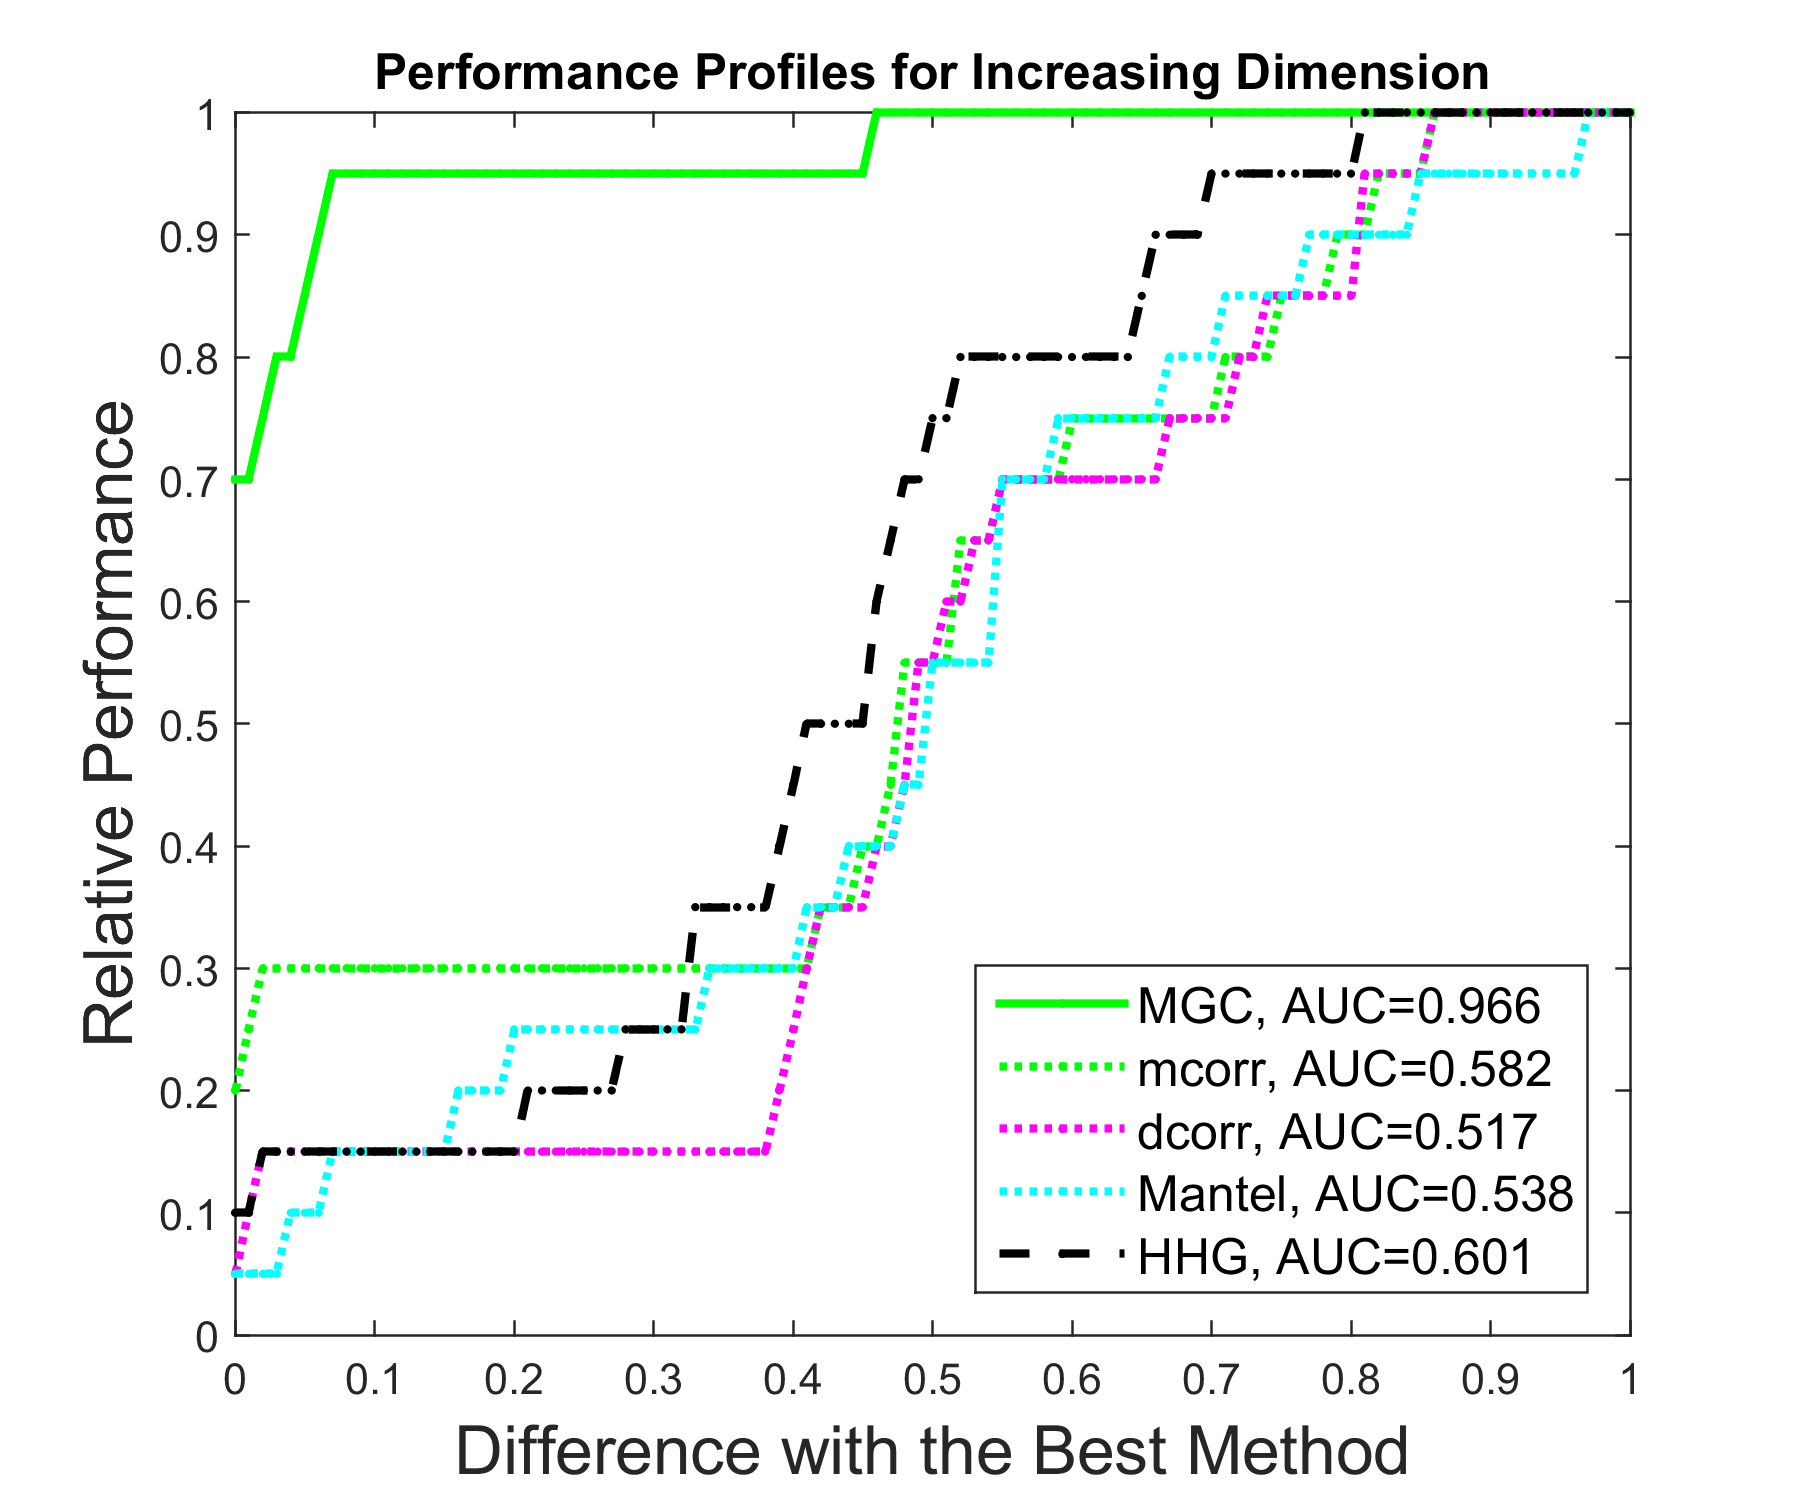 Performance Profiles for Increasing Dimension
1
0.9
0.8
0.7
0.6
0.5
0.4
0.3
0.2
0.1
0
Relative Performance
MGC, AUC=0.966
mcorr, AUC=0.582
dcorr, AUC=0.517
Mantel, AUC=0.538
HHG, AUC=0.601
0 0.1 0.2 0.3 0.4 0.5 0.6 0.7 0.8 0.9 1
Difference with the Best Method